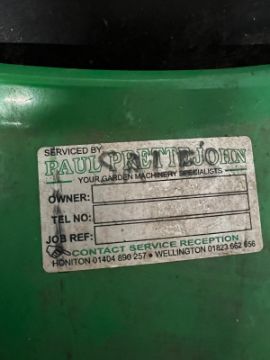 SERVICED BY
PAUL PRETTEJOHN
YOUR GARDEN MACHINERY SPECIALISTS
OWNER:
TEL NO:
JOB REF:
CONTACT SERVICE RECEPTION
HONITON 01404 890 257 • WELLINGTON 01823 662 656